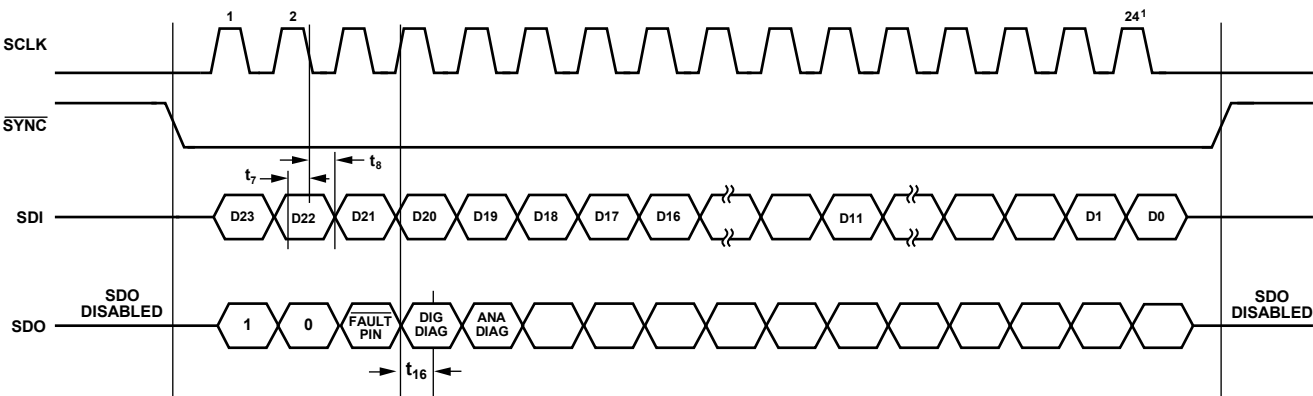 1 2 24¹
SCLK
SYNC
t₇ t₈
SDI D23 D22 D21 D20 D19 D18 D17 D16 D11 D1 D0
SDO
DISABLED
SDO 1 0 FAULT
PIN DIG
DIAG ANA
DIAG
SDO
DISABLED
t₁₆